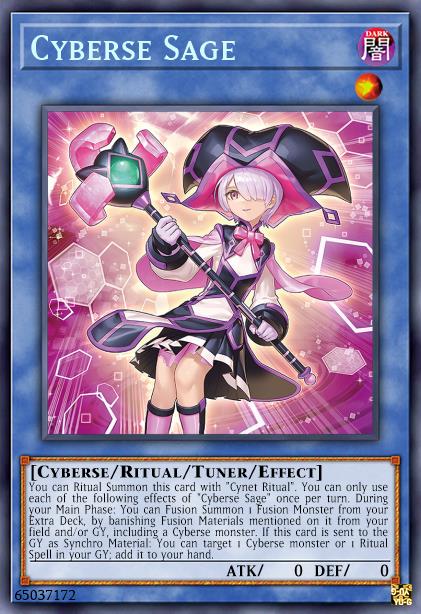 Cyberse Sage
DARK
闇
[Cyberse/Ritual/Tuner/Effect]
You can Ritual Summon this card with "Cynet Ritual". You can only use
each of the following effects of "Cyberse Sage" once per turn. During
your Main Phase: You can Fusion Summon 1 Fusion Monster from your
Extra Deck, by banishing Fusion Materials mentioned on it from your
field and/or GY, including a Cyberse monster. If this card is sent to the
GY as Synchro Material: You can target 1 Cyberse monster or 1 Ritual
Spell in your GY; add it to your hand.
ATK/ 0 DEF/ 0
65037172